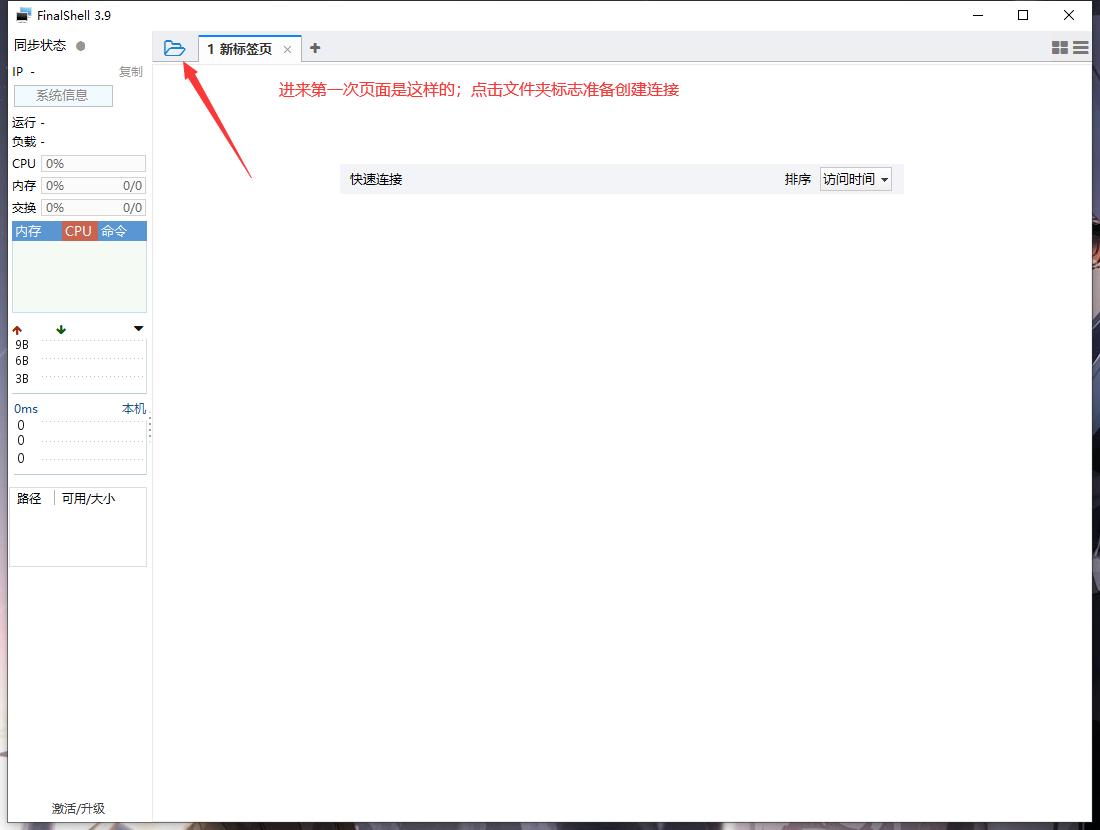 FinalShell 3.9
同步状态
1 新标签页
IP -
复制
进来第一次页面是这样的；点击文件夹标志准备创建连接
系统信息
运行 -
负载 -
CPU 0%
快速连接
排序 访问时间
内存 0% 0/0
交换 0% 0/0
内存 CPU 命令
9B
6B
3B
0ms 本机
0
0
0
路径 可用/大小
激活/升级